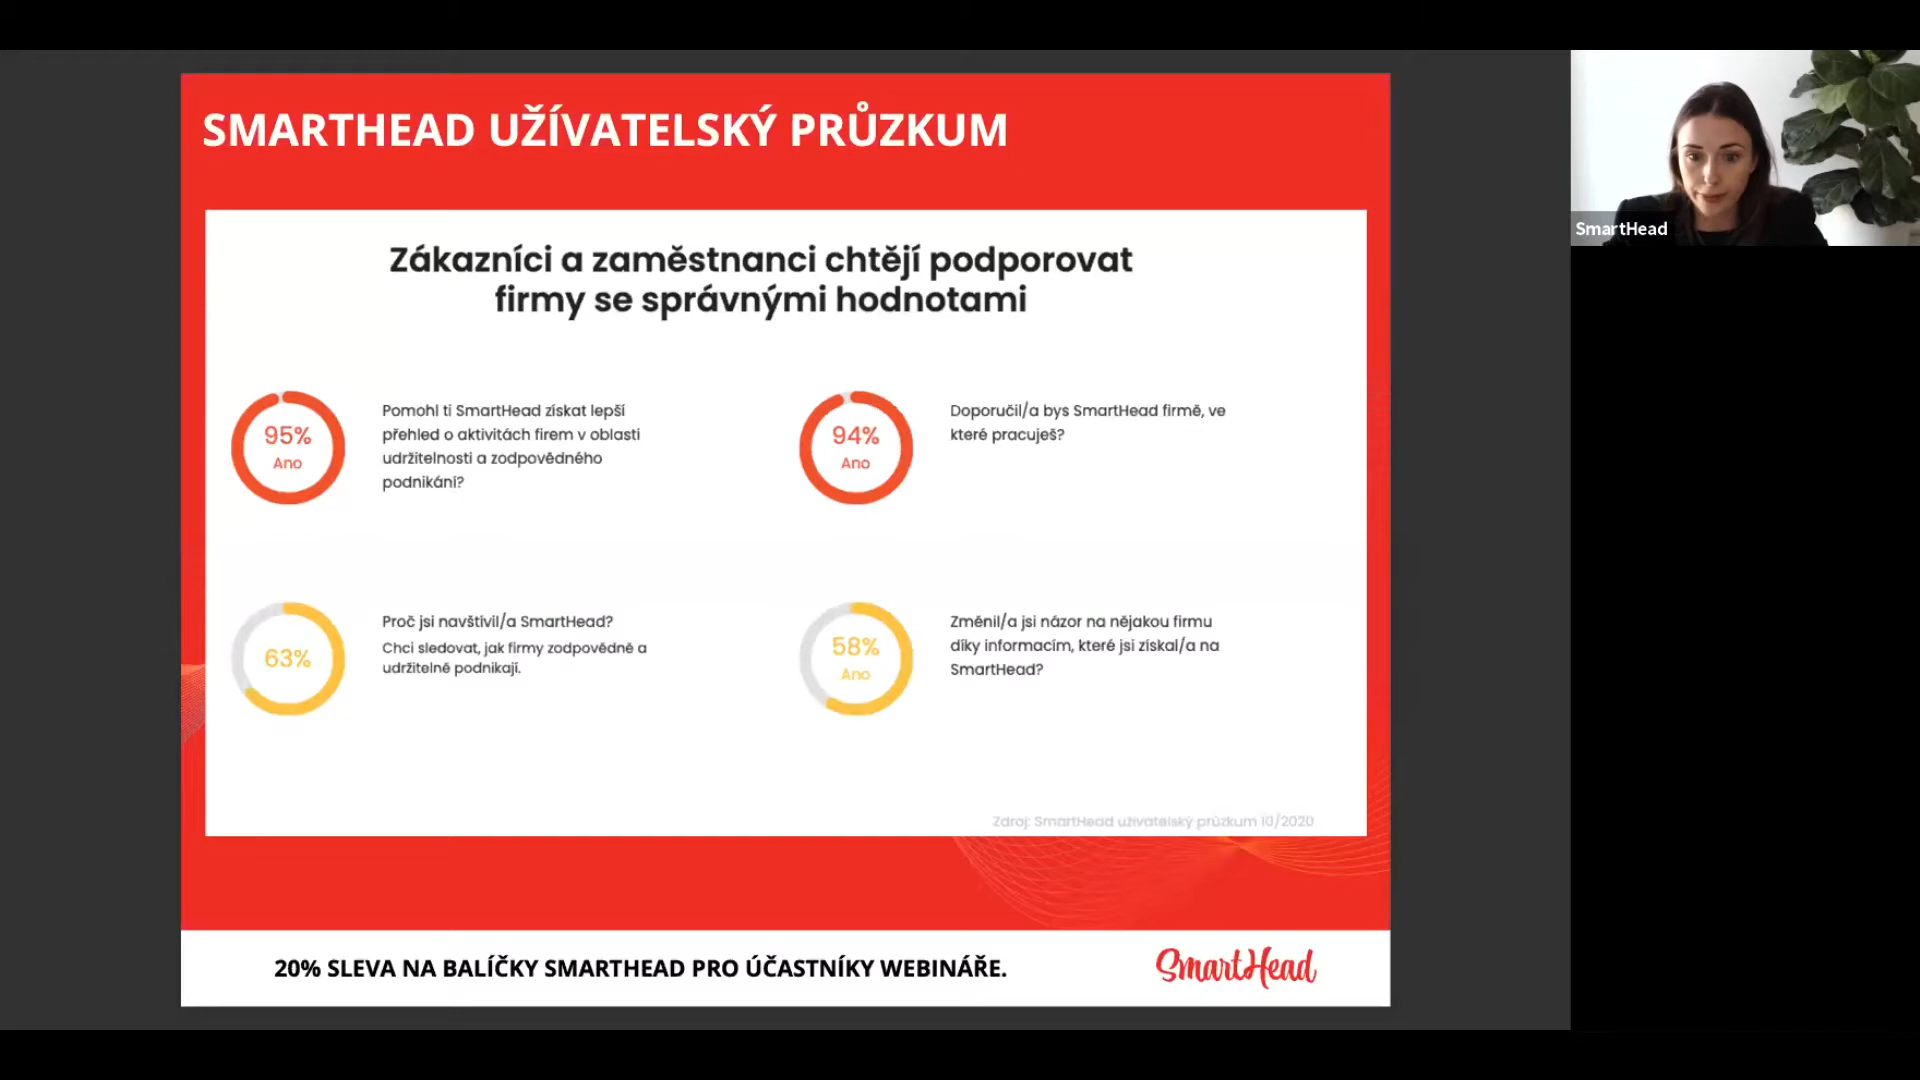 SMARTHEAD UŽÍVATELSKÝ PRŮZKUM
Zákazníci a zaměstnanci chtějí podporovat
firmy se správnými hodnotami
95%
Ano
Pomohl ti SmartHead získat lepší
přehled o aktivitách firem v oblasti
udržitelnosti a zodpovědného
podnikání?
94%
Ano
Doporučil/a bys SmartHead firmě, ve
které pracuješ?
63%
Proč jsi navštívil/a SmartHead?
Chci sledovat, jak firmy zodpovědně a
udržitelně podnikají.
58%
Ano
Změnil/a jsi názor na nějakou firmu
díky informacím, které jsi získal/a na
SmartHead?
Zdroj: SmartHead uživatelský průzkum 10/2020
20% SLEVA NA BALÍČKY SMARTHEAD PRO ÚČASTNÍKY WEBINÁŘE.
SmartHead
SmartHead